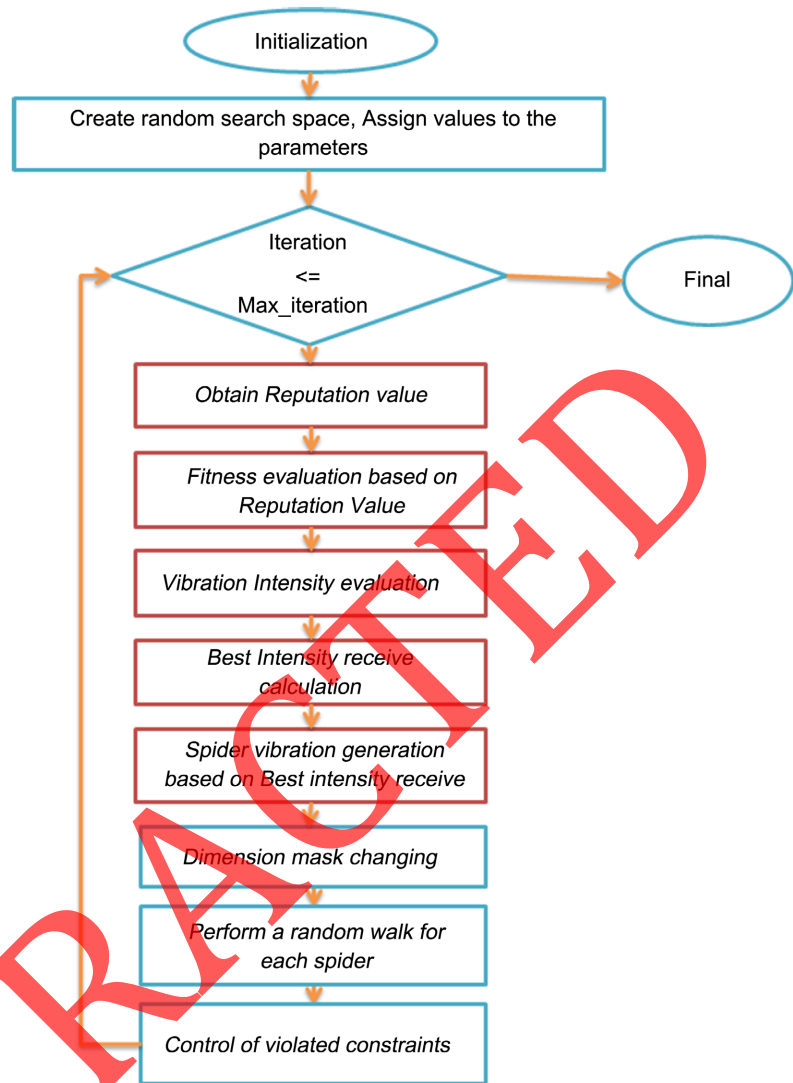 Initialization
Create random search space, Assign values to the
parameters
Iteration
<=
Max_iteration
Final
Obtain Reputation value
Fitness evaluation based on
Reputation Value
Vibration Intensity evaluation
Best Intensity receive
calculation
Spider vibration generation
based on Best intensity receive
Dimension mask changing
Perform a random walk for
each spider
Control of violated constraints
RACTED